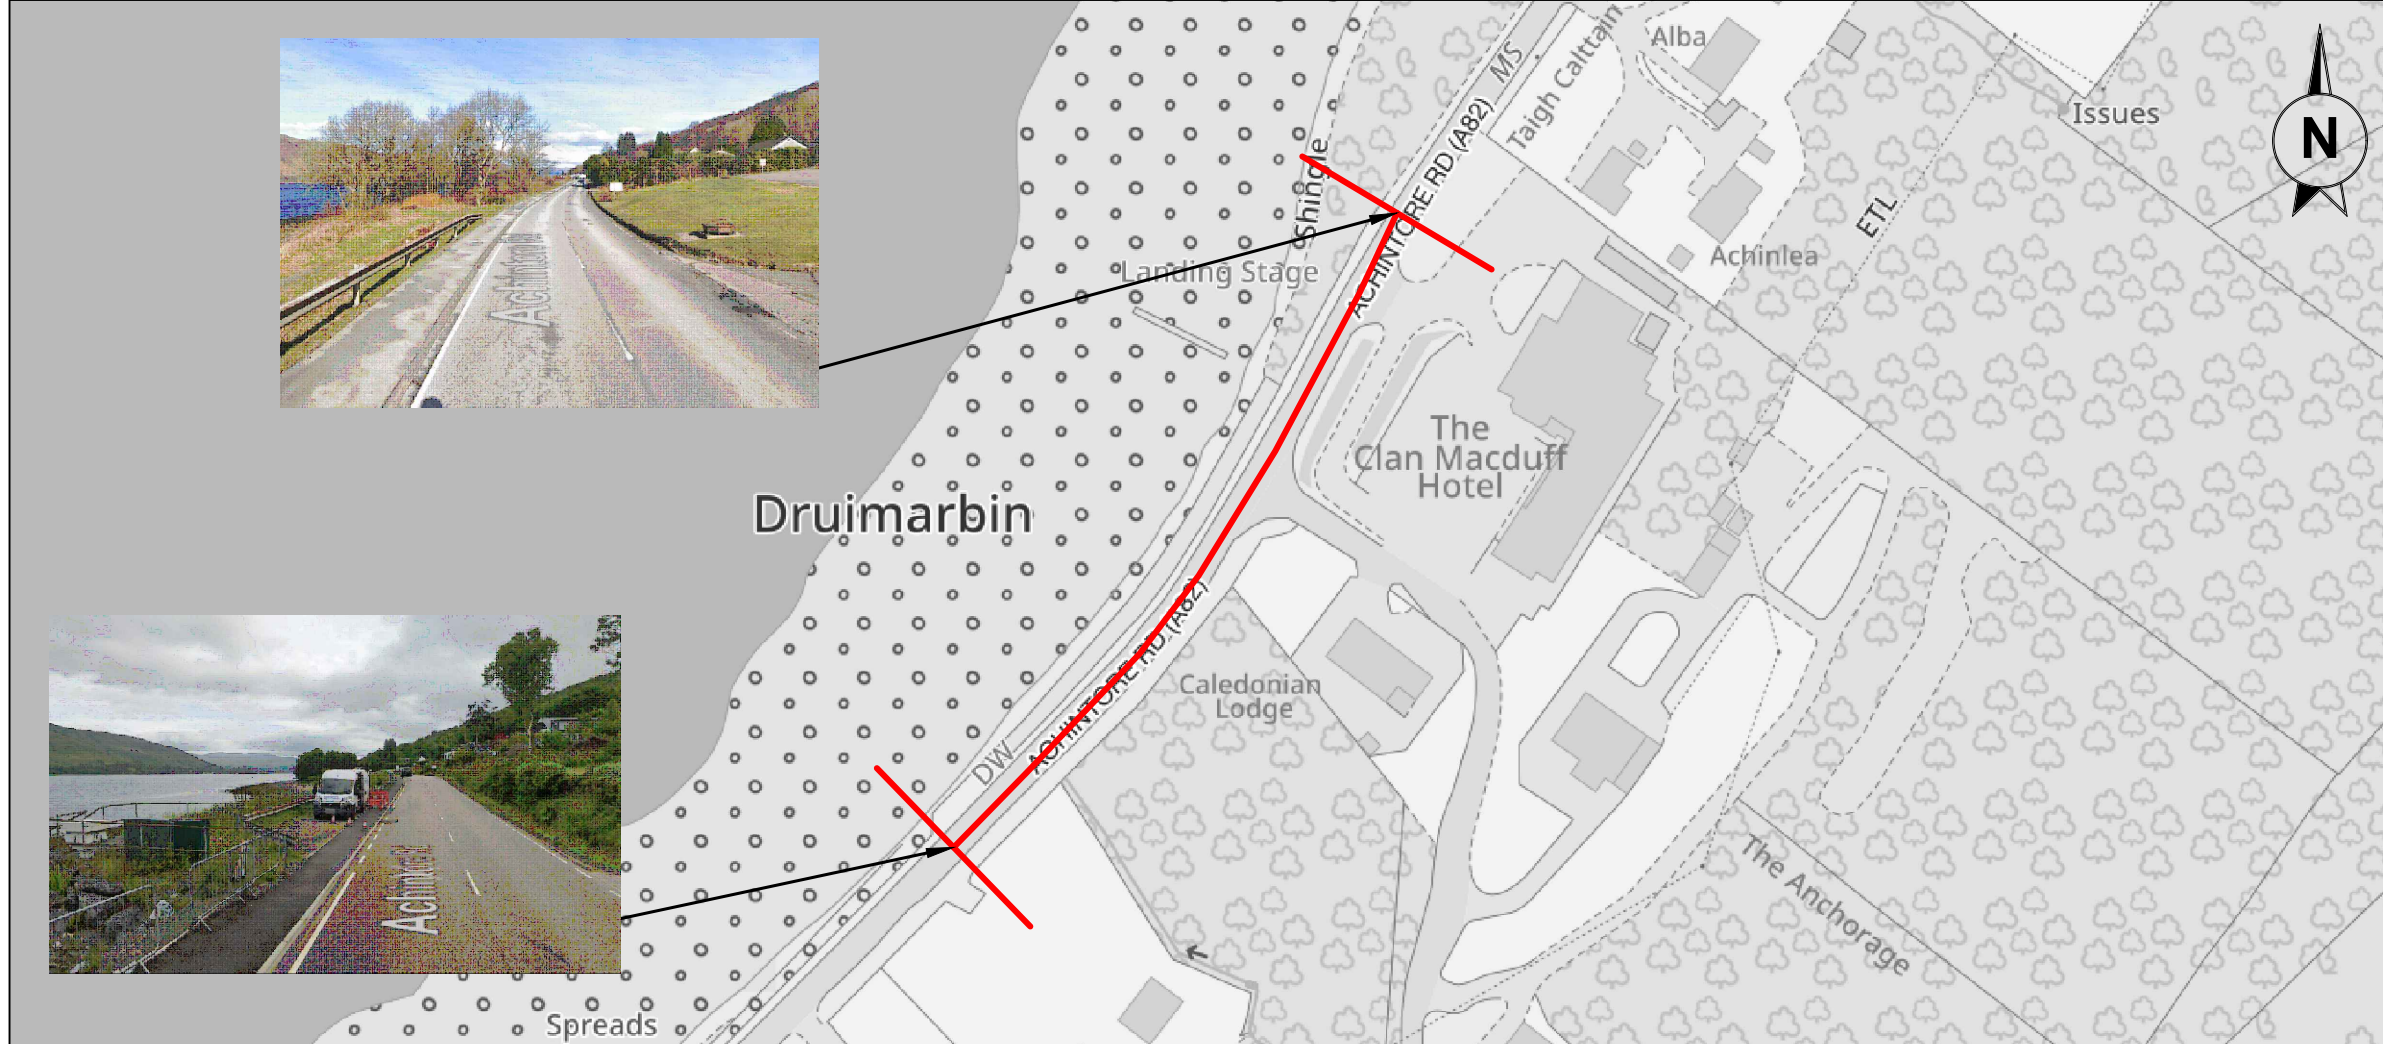 Alba
MS
Taigh Calttain
Issues
N
Shingle
ACHINTORE RD (A82)
ETL
Achinlea
Landing Stage
The
Clan Macduff
Hotel
Druimarbin
ACHINTORE RD (A82)
Caledonian
Lodge
DW
The Anchorage
Spreads